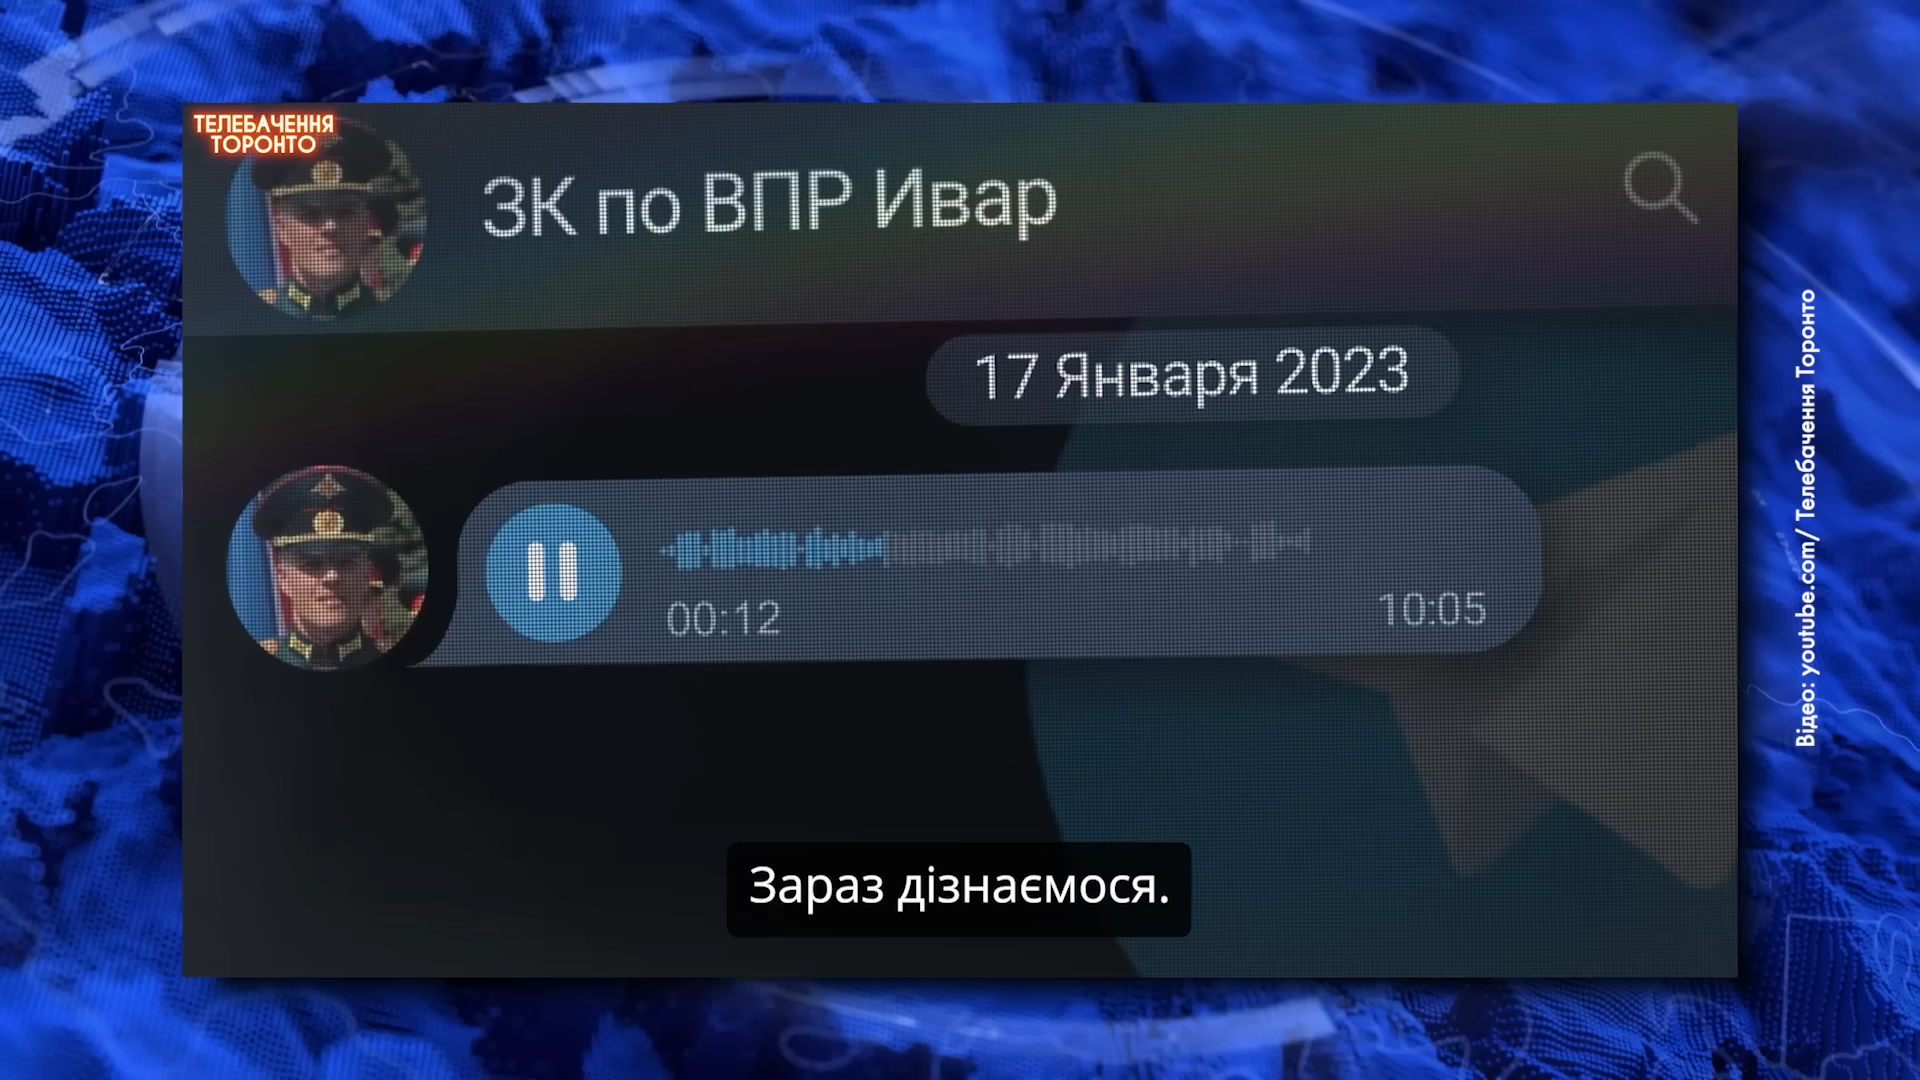 ТЕЛЕБАЧЕННЯ
ТОРОНТО
ЗК по ВПР Ивар
17 Января 2023
00:12
10:05
Зараз дізнаємося.
Відео: youtube.com/ Телебачення Торонто